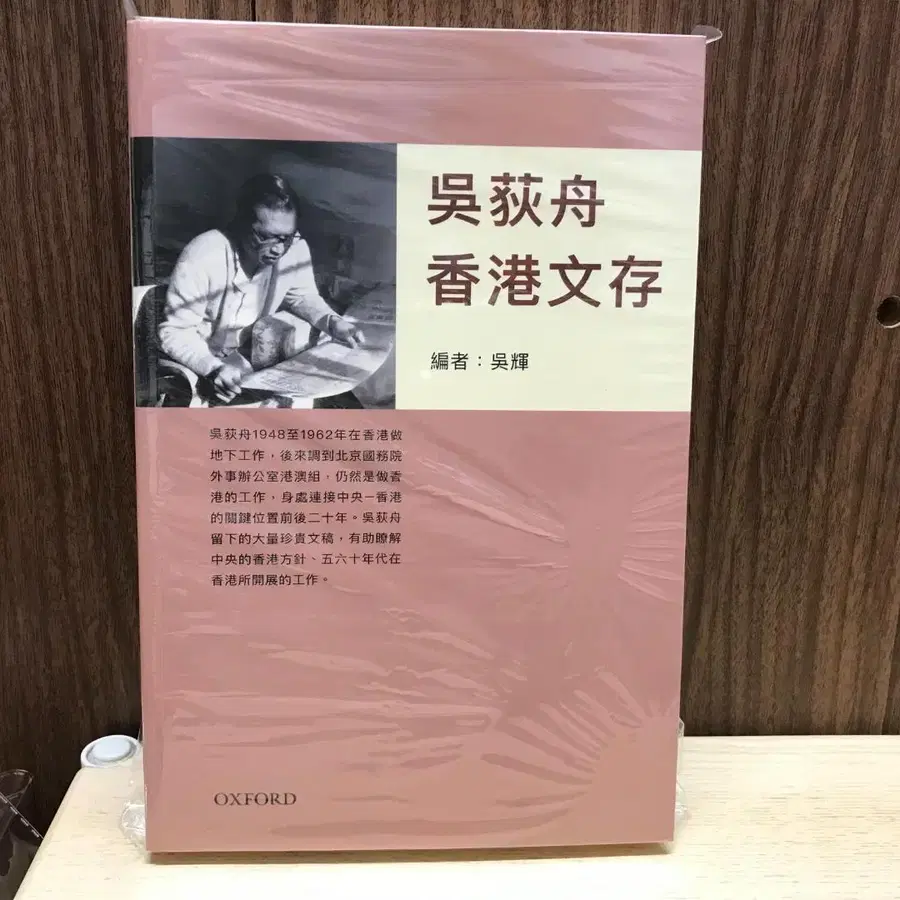 吳荻舟
香港文存
編者：吳輝
吳荻舟1948至1962年在香港做
地下工作，後來調到北京國務院
外事辦公室港澳組，仍然是做香
港的工作，身處連接中央—香港
的關鍵位置前後二十年。吳荻舟
留下的大量珍貴文稿，有助瞭解
中央的香港方針、五六十年代在
香港所開展的工作。
OXFORD